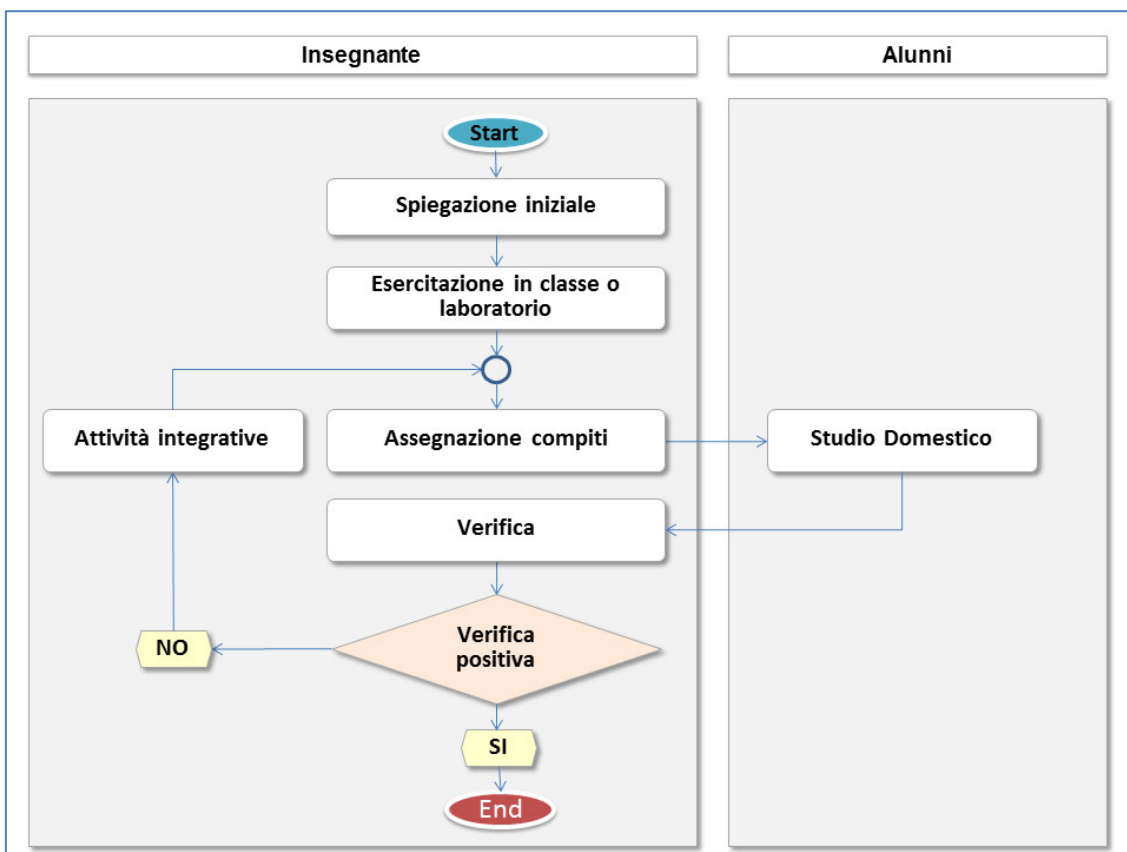 Insegnante
Alunni
Start
Spiegazione iniziale
Esercitazione in classe o
laboratorio
Attività integrative
Assegnazione compiti
Studio Domestico
Verifica
Verifica
positiva
NO
SI
End